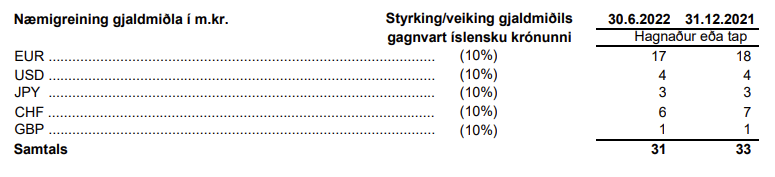 Næmigreining gjaldmiðla í m.kr. Styrking/veiking gjaldmiðils gagnvart íslensku krónunni 30.6.2022 31.12.2021
Hagnaður eða tap
EUR ........................................................................ (10%) 17 18
USD ........................................................................ (10%) 4 4
JPY ........................................................................ (10%) 3 3
CHF ........................................................................ (10%) 6 7
GBP ........................................................................ (10%) 1 1
Samtals 31 33